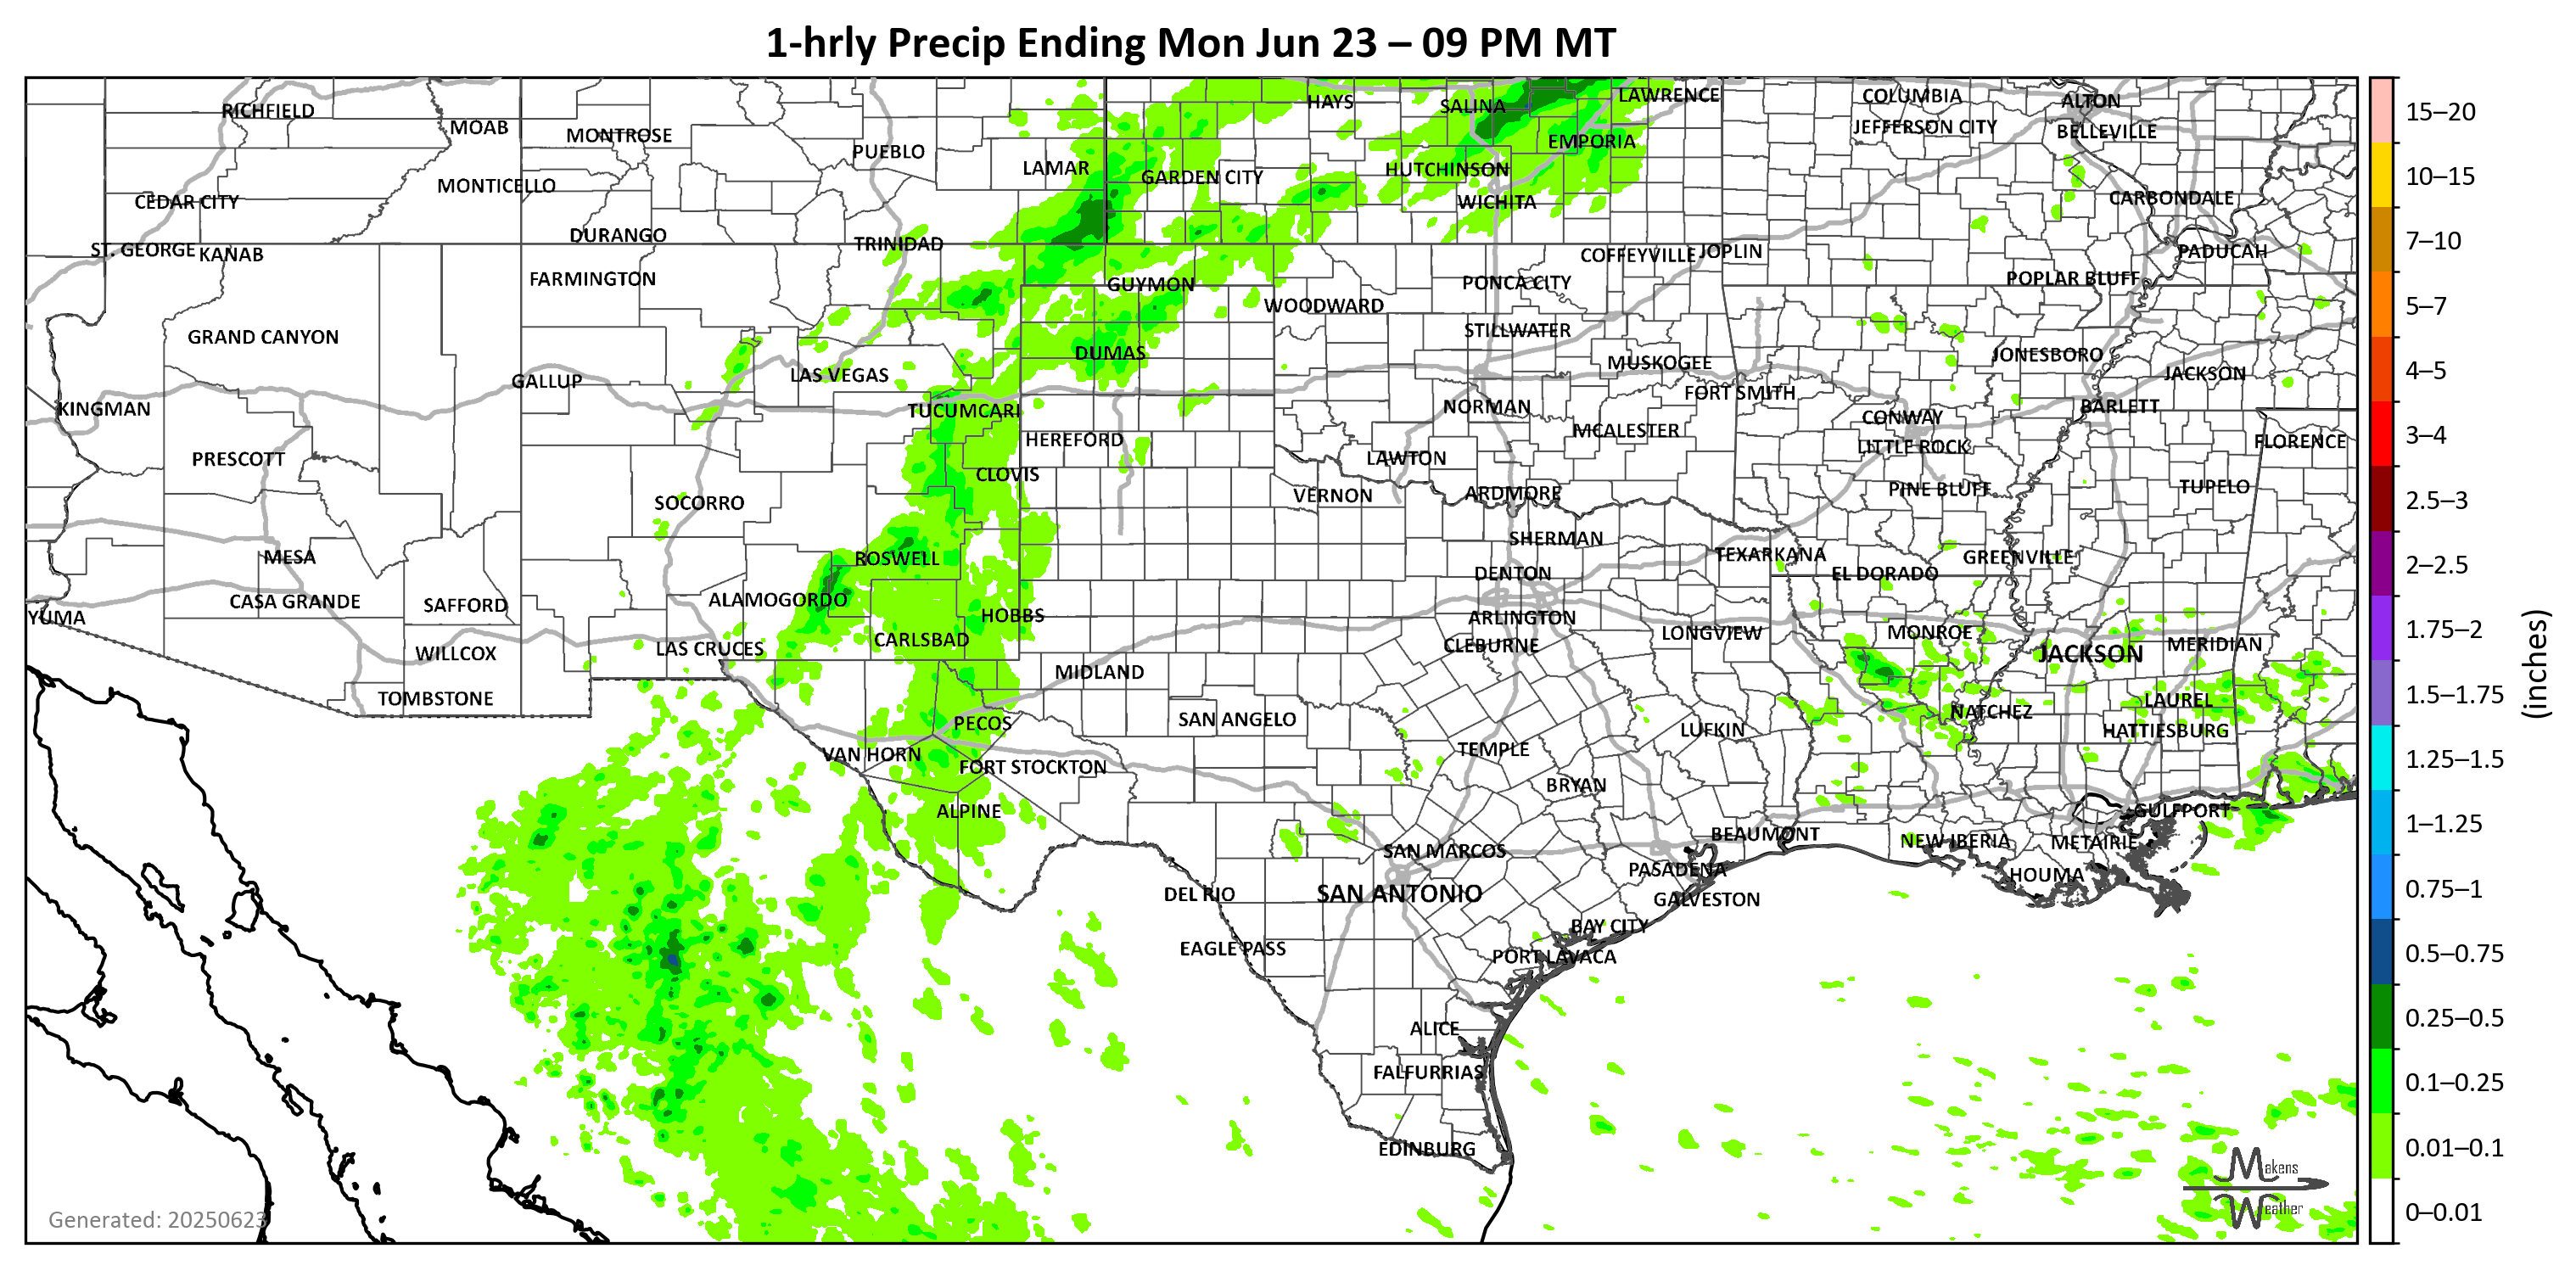 1-hrly Precip Ending Mon Jun 23 – 09 PM MT
RICHFIELD
MOAB
MONTROSE
PUEBLO
LAMAR
HAYS
SALINA
LAWRENCE
COLUMBIA
ALTON
JEFFERSON CITY
BELLEVILLE
EMPORIA
HUTCHINSON
GARDEN CITY
MONTICELLO
CEDAR CITY
WICHITA
CARBONDALE
DURANGO
TRINIDAD
ST. GEORGE
KANAB
COFFEYVILLE
JOPLIN
PADUCAH
FARMINGTON
GUYMON
PONCA CITY
POPLAR BLUFF
WOODWARD
GRAND CANYON
STILLWATER
DUMAS
MUSKOGEE
JONESBORO
LAS VEGAS
JACKSON
GALLUP
FORT SMITH
KINGMAN
TUCUMCARI
NORMAN
CONWAY
BARLETT
MCALESTER
HEREFORD
LITTLE ROCK
FLORENCE
PRESCOTT
LAWTON
CLOVIS
SOCORRO
VERNON
ARDMORE
PINE BLUFF
TUPELO
SHERMAN
MESA
ROSWELL
TEXARKANA
GREENVILLE
DENTON
EL DORADO
CASA GRANDE
SAFFORD
ALAMOGORDO
HOBBS
YUMA
ARLINGTON
CARLSBAD
LONGVIEW
MONROE
WILLCOX
LAS CRUCES
CLEBURNE
JACKSON
MERIDIAN
MIDLAND
TOMBSTONE
LAUREL
NATCHEZ
PECOS
SAN ANGELO
LUFKIN
HATTIESBURG
VAN HORN
TEMPLE
FORT STOCKTON
BRYAN
ALPINE
GULFPORT
BEAUMONT
NEW IBERIA
METAIRIE
SAN MARCOS
PASADENA
HOUMA
DEL RIO
SAN ANTONIO
GALVESTON
BAY CITY
EAGLE PASS
PORT LAVACA
ALICE
FALFURRIAS
EDINBURG
Generated: 20250623
Makens
Weather
15–20
10–15
7–10
5–7
4–5
3–4
2.5–3
2–2.5
1.75–2
1.5–1.75
1.25–1.5
1–1.25
0.75–1
0.5–0.75
0.25–0.5
0.1–0.25
0.01–0.1
0–0.01
(inches)